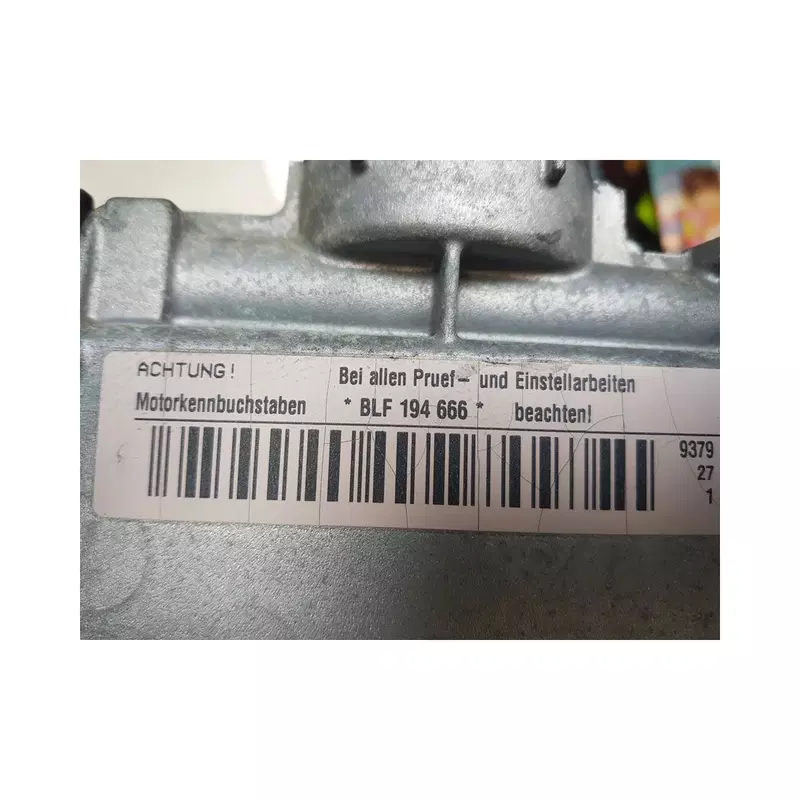 ACHTUNG! Bei allen Pruef- und Einstellarbeiten
Motorkennbuchstaben * BLF 194 666 * beachten!
9379
27
1